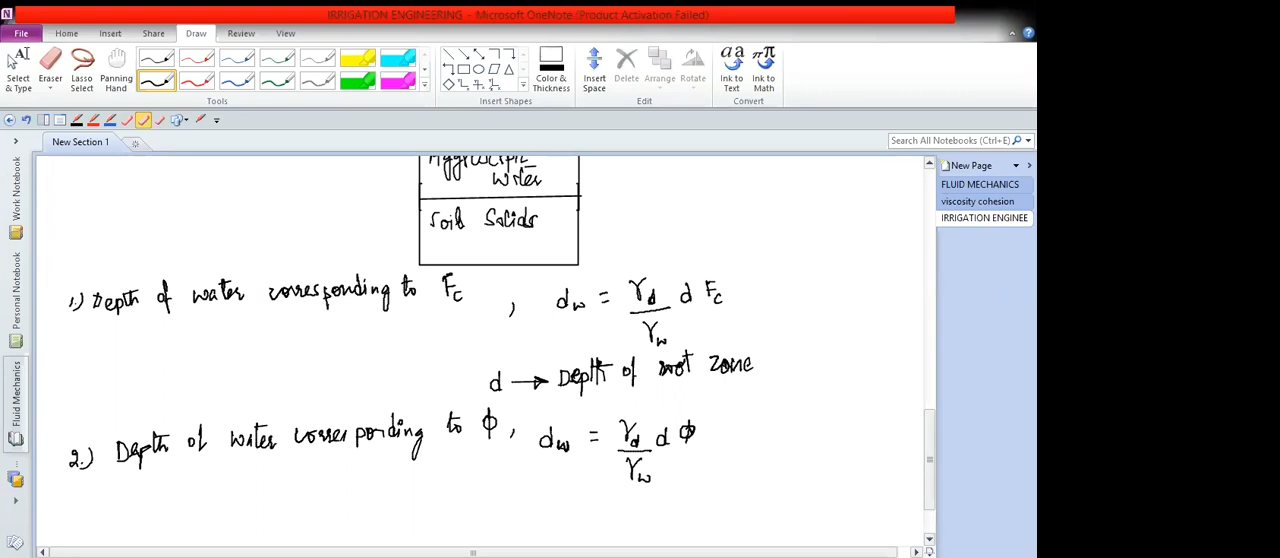 IRRIGATION ENGINEERING - Microsoft OneNote (Product Activation Failed)
File Home Insert Share Draw Review View
Select & Type
Eraser
Lasso Select
Panning Hand
Tools
Insert Shapes
Color & Thickness
Insert Space
Delete
Arrange
Rotate
Edit
Ink to Text
Ink to Math
Convert
New Section 1
Search All Notebooks (Ctrl+E)
Work Notebook
Personal Notebook
Fluid Mechanics
New Page
FLUID MECHANICS
viscosity cohesion
IRRIGATION ENGINEE
water
Soil Solids
1.) Depth of water corresponding to Fc , dw = γd/γw d Fc
d → Depth of root zone
2.) Depth of water corresponding to ϕ, dw = γd/γw d ϕ